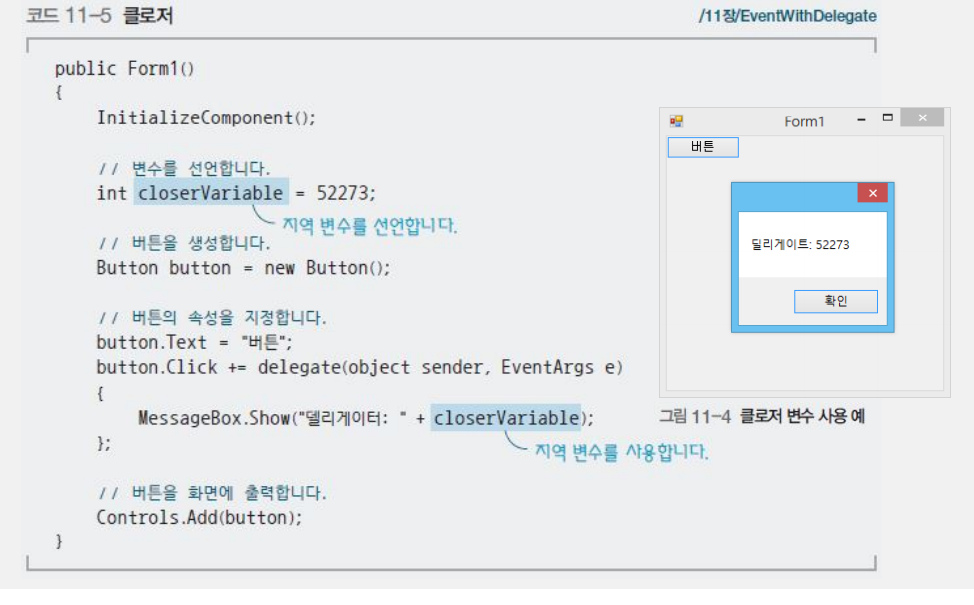 코드 11-5 클로저
/11장/EventWithDelegate
public Form1()
{
InitializeComponent();
// 변수를 선언합니다.
int closerVariable = 52273;
지역 변수를 선언합니다.
// 버튼을 생성합니다.
Button button = new Button();
// 버튼의 속성을 지정합니다.
button.Text = "버튼";
button.Click += delegate(object sender, EventArgs e)
{
MessageBox.Show("델리게이터: " + closerVariable);
지역 변수를 사용합니다.
};
// 버튼을 화면에 출력합니다.
Controls.Add(button);
}
Form1
버튼
딜리게이트: 52273
확인
그림 11-4 클로저 변수 사용 예